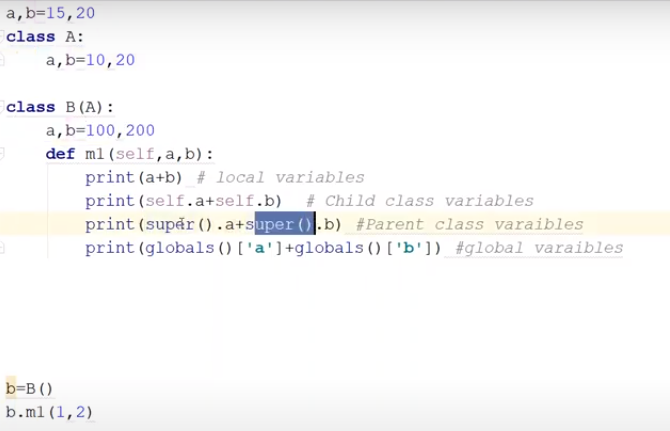 a,b=15,20
class A:
    a,b=10,20
class B(A):
    a,b=100,200
    def m1(self,a,b):
        print(a+b) # local variables
        print(self.a+self.b)  # Child class variables
        print(super().a+super().b) #Parent class varaibles
        print(globals()['a']+globals()['b']) #global varaibles
b=B()
b.m1(1,2)